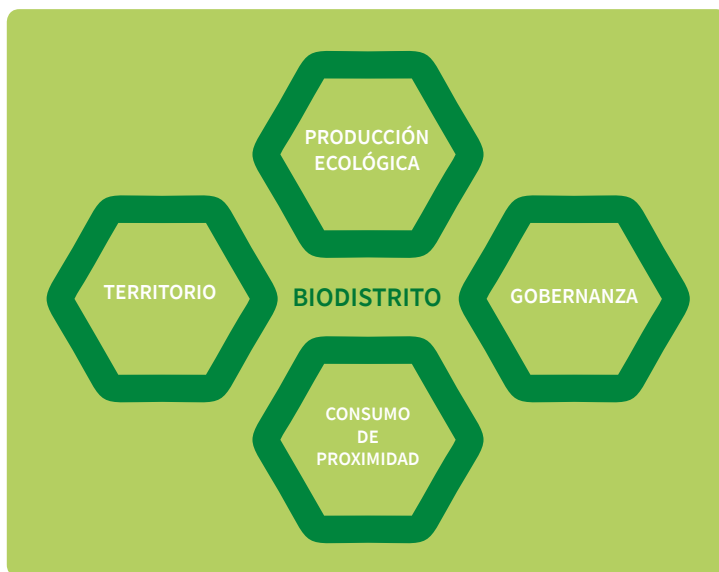 PRODUCCIÓN
ECOLÓGICA
TERRITORIO
BIODISTRITO
GOBERNANZA
CONSUMO
DE
PROXIMIDAD